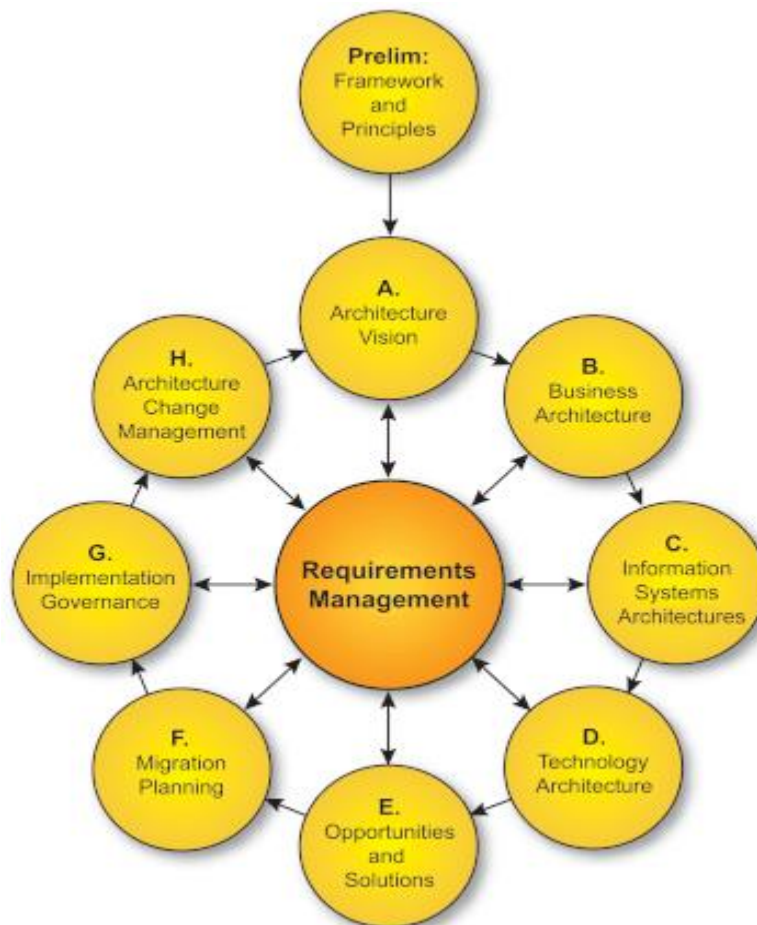 Prelim:
Framework
and
Principles
A.
Architecture
Vision
B.
Business
Architecture
C.
Information
Systems
Architectures
D.
Technology
Architecture
E.
Opportunities
and
Solutions
F.
Migration
Planning
G.
Implementation
Governance
H.
Architecture
Change
Management
Requirements
Management